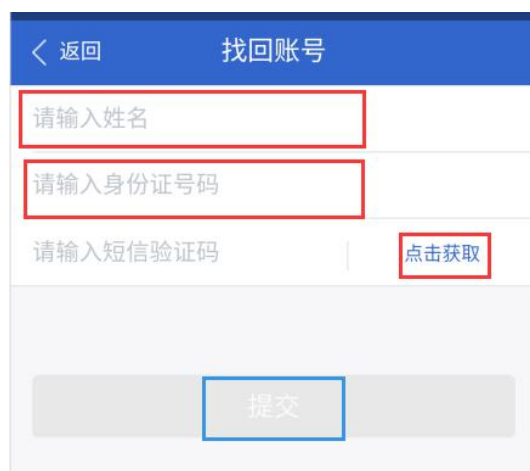 返回 找回账号
请输入姓名
请输入身份证号码
请输入短信验证码 点击获取
提交